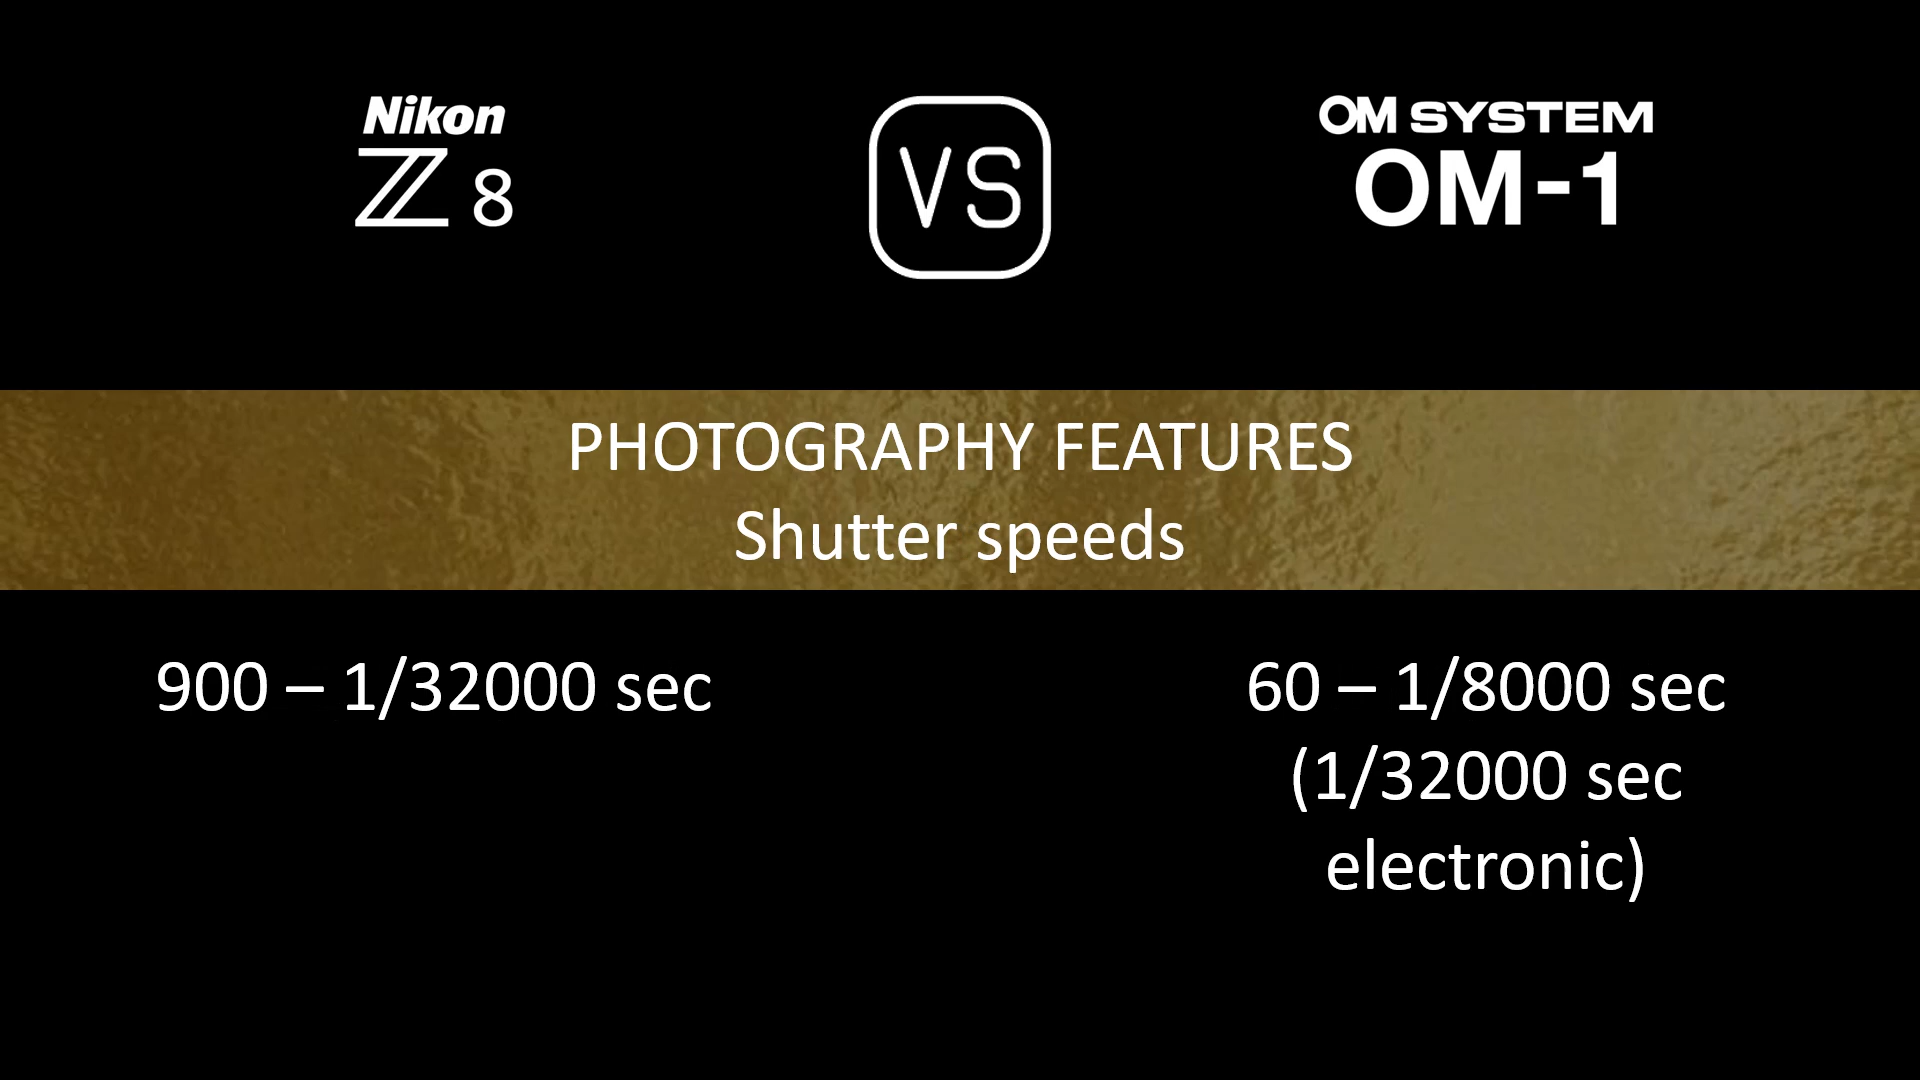 Nikon
Z 8
VS
OM SYSTEM
OM-1
PHOTOGRAPHY FEATURES
Shutter speeds
900 – 1/32000 sec
60 – 1/8000 sec
(1/32000 sec
electronic)